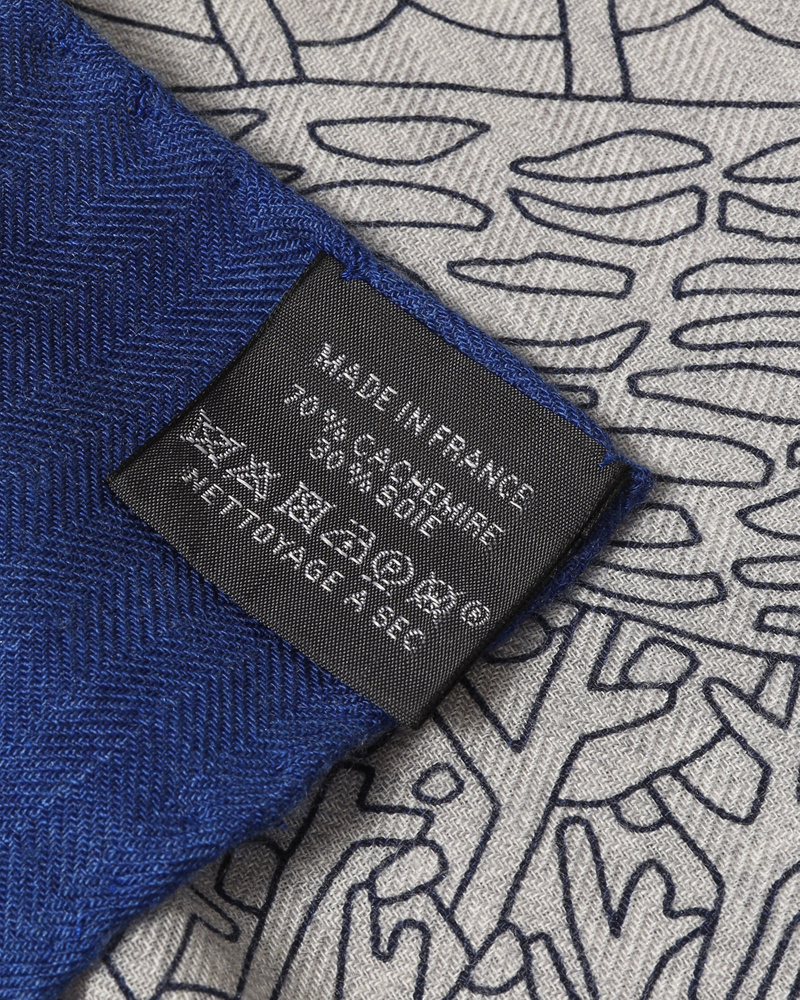 MADE IN FRANCE
70 % CACHEMIRE
30 % SOIE
P ®
NETTOYAGE A SEC